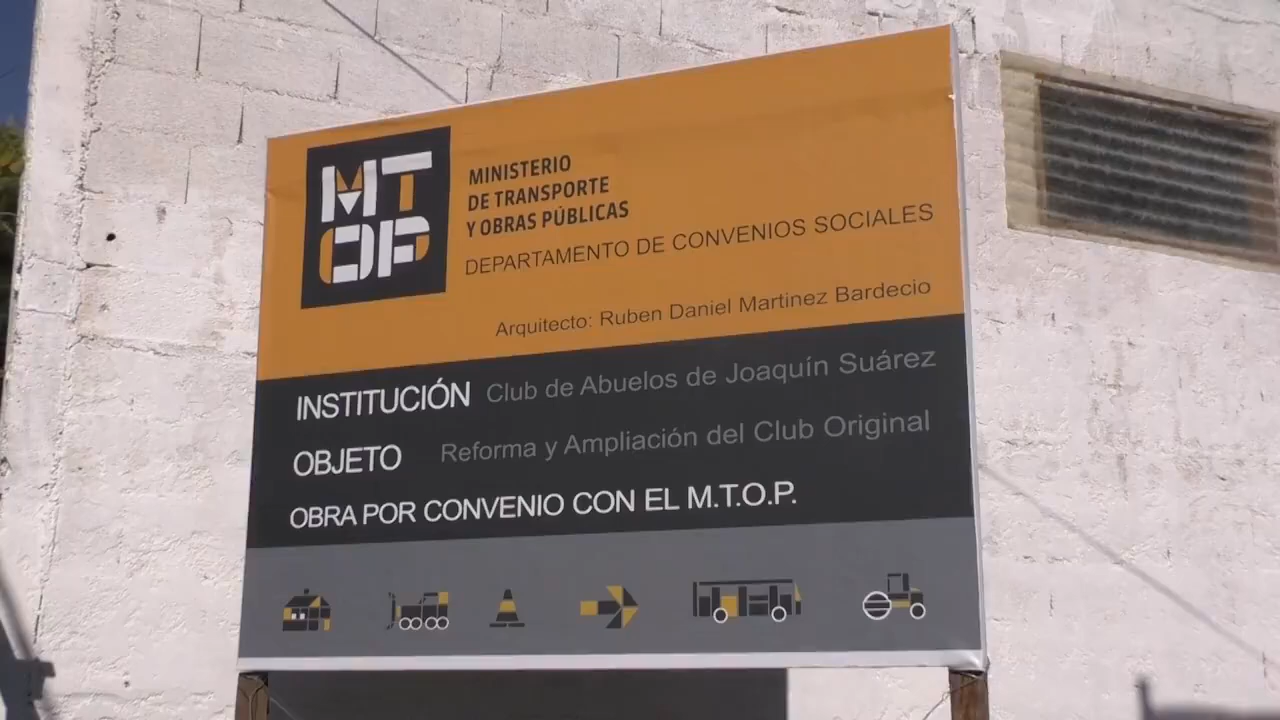 MT
OP
MINISTERIO
DE TRANSPORTE
Y OBRAS PÚBLICAS
DEPARTAMENTO DE CONVENIOS SOCIALES
Arquitecto: Ruben Daniel Martinez Bardecio
INSTITUCIÓN Club de Abuelos de Joaquín Suárez
OBJETO Reforma y Ampliación del Club Original
OBRA POR CONVENIO CON EL M.T.O.P.